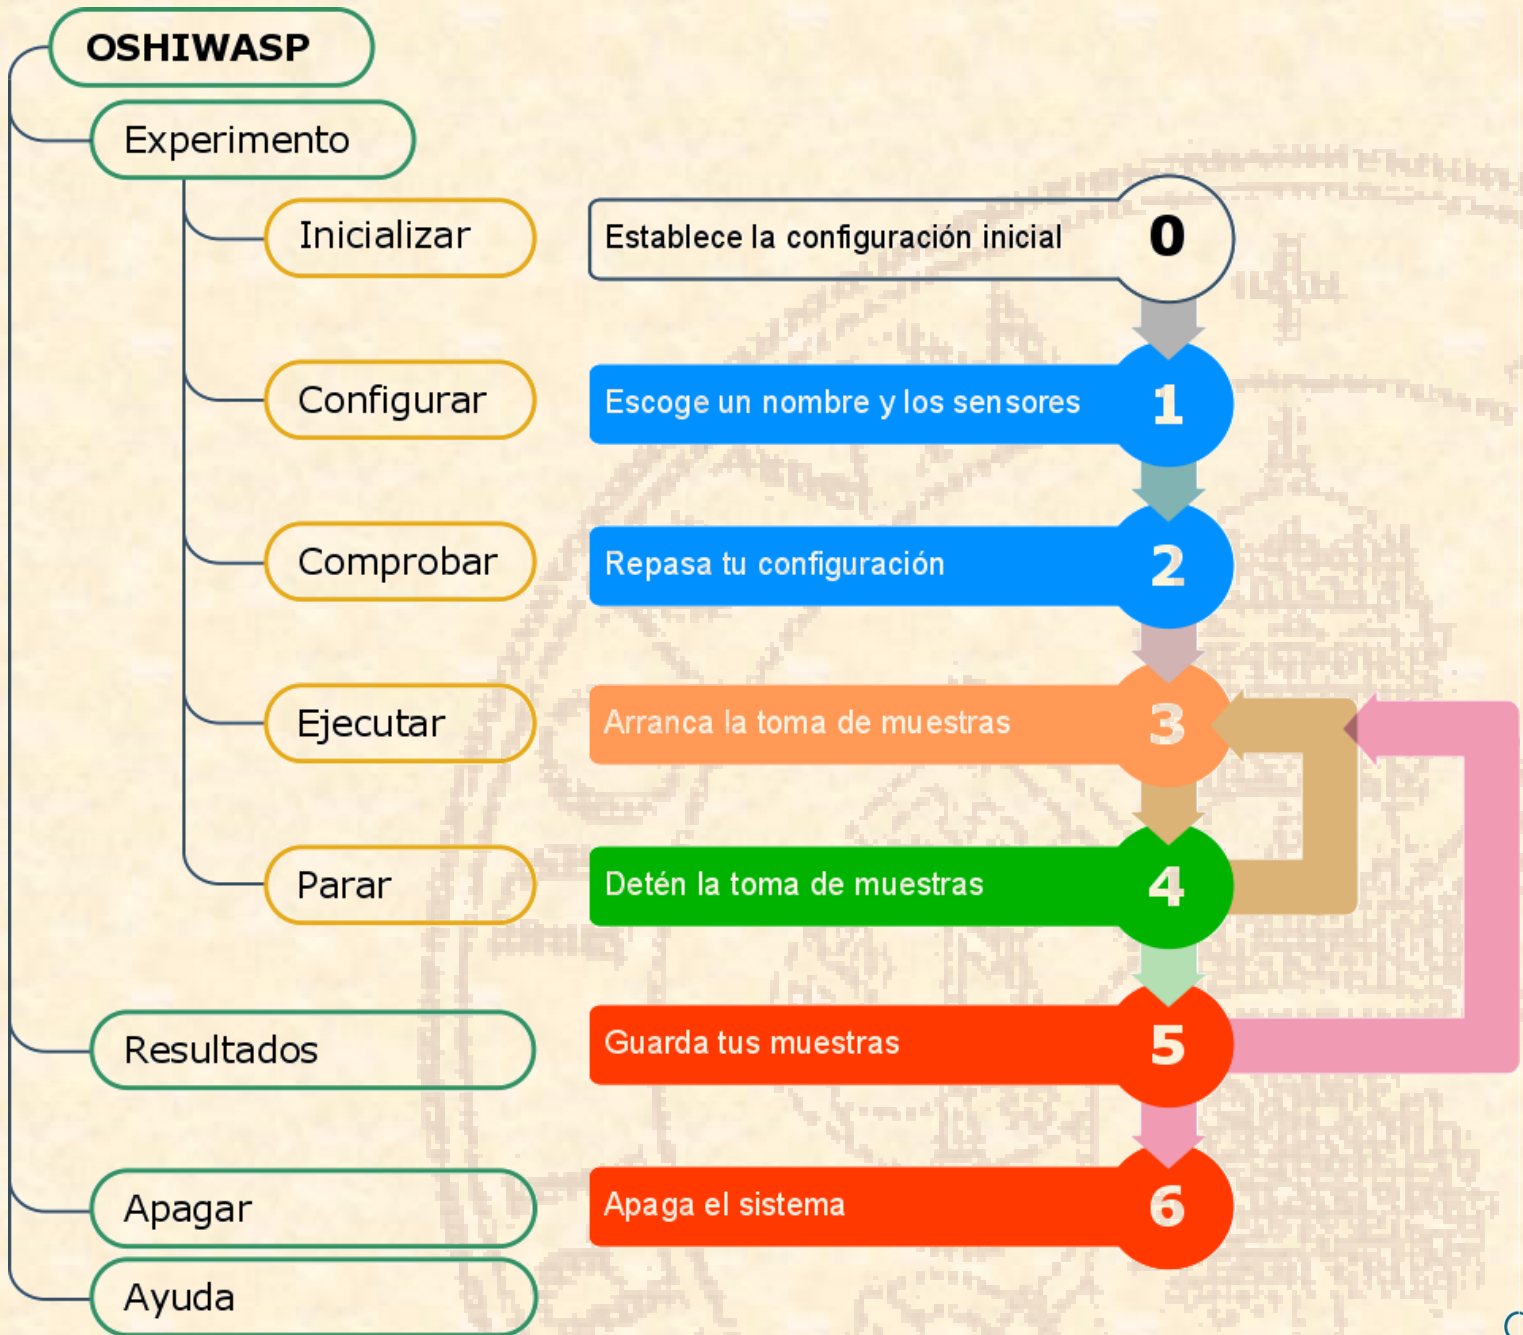 OSHIWASP
Experimento
Inicializar
Establece la configuración inicial
0
Configurar
Escoge un nombre y los sensores
1
Comprobar
Repasa tu configuración
2
Ejecutar
Arranca la toma de muestras
3
Parar
Detén la toma de muestras
4
Resultados
Guarda tus muestras
5
Apagar
Apaga el sistema
6
Ayuda